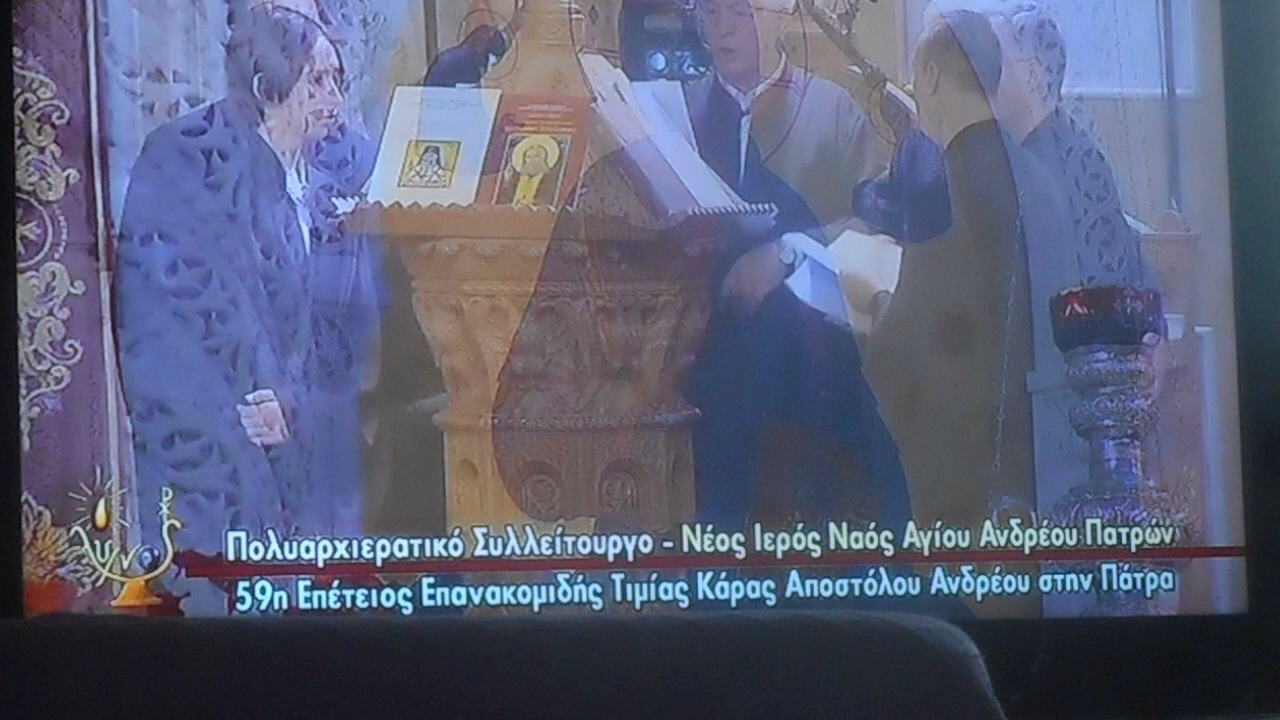 Πολυαρχιερατικό Συλλείτουργο - Νέος Ιερός Ναός Αγίου Ανδρέου Πατρών
59η Επέτειος Επανακομιδής Τιμίας Κάρας Αποστόλου Ανδρέου στην Πάτρα